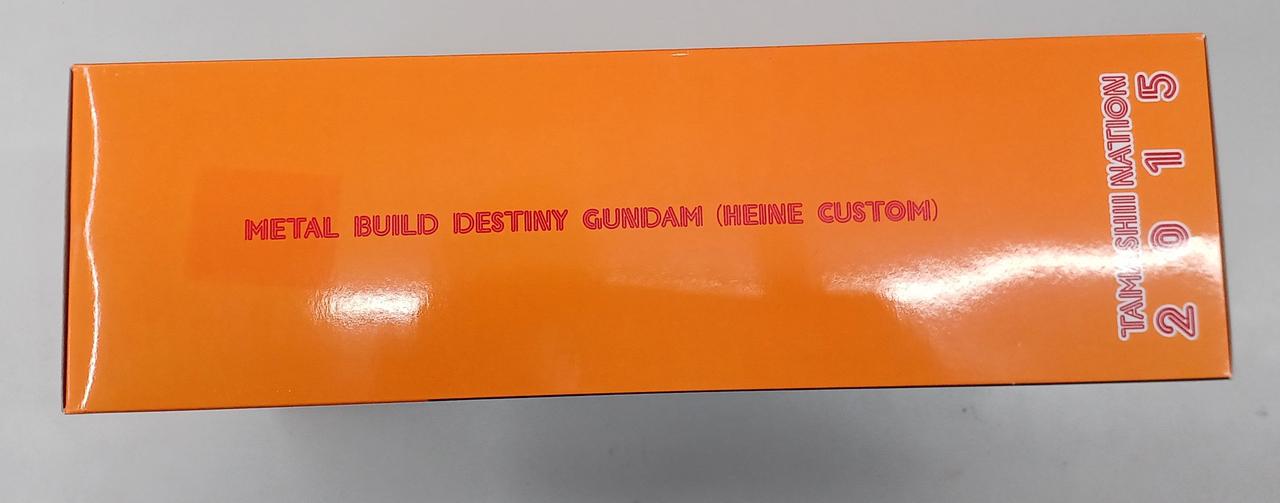 METAL BUILD DESTINY GUNDAM (HEINE CUSTOM)
TAMASHII NATION
2015